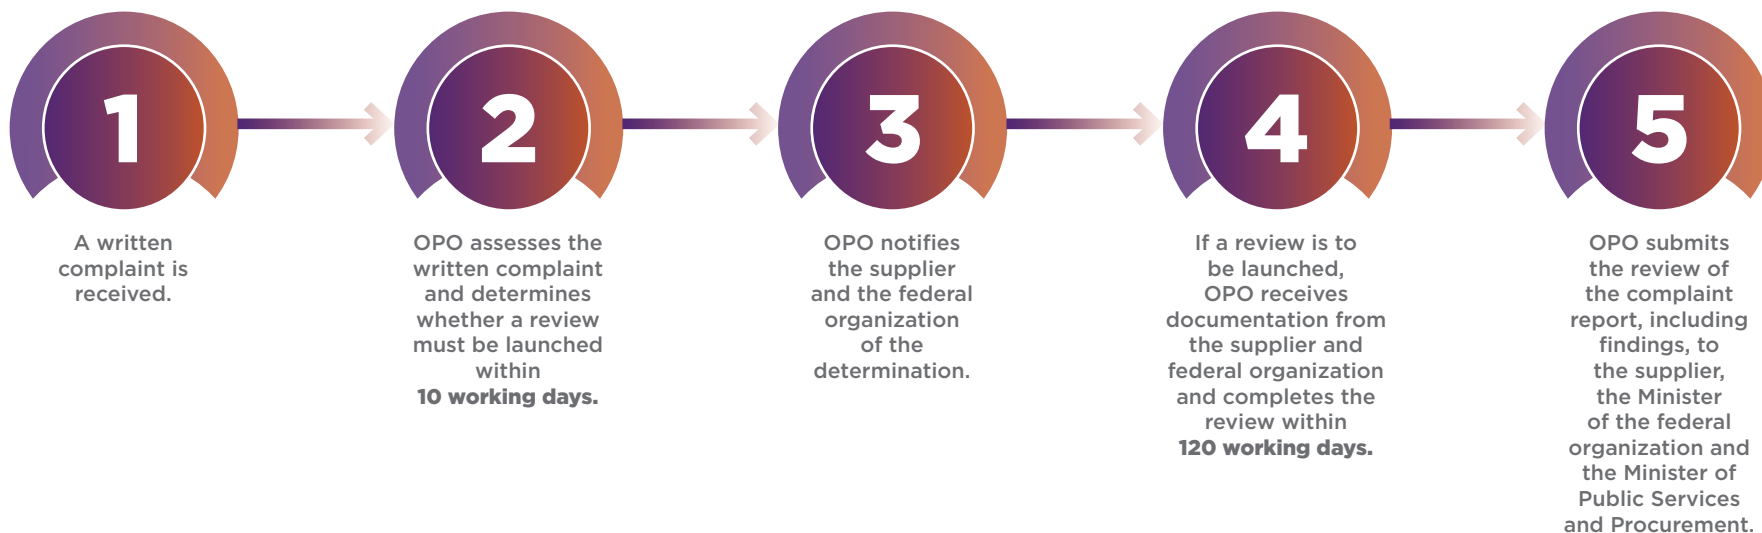 1
A written
complaint is
received.
2
OPO assesses the
written complaint
and determines
whether a review
must be launched
within
10 working days.
3
OPO notifies
the supplier
and the federal
organization
of the
determination.
4
If a review is to
be launched,
OPO receives
documentation from
the supplier and
federal organization
and completes the
review within
120 working days.
5
OPO submits
the review of
the complaint
report, including
findings, to
the supplier,
the Minister
of the federal
organization and
the Minister of
Public Services
and Procurement.